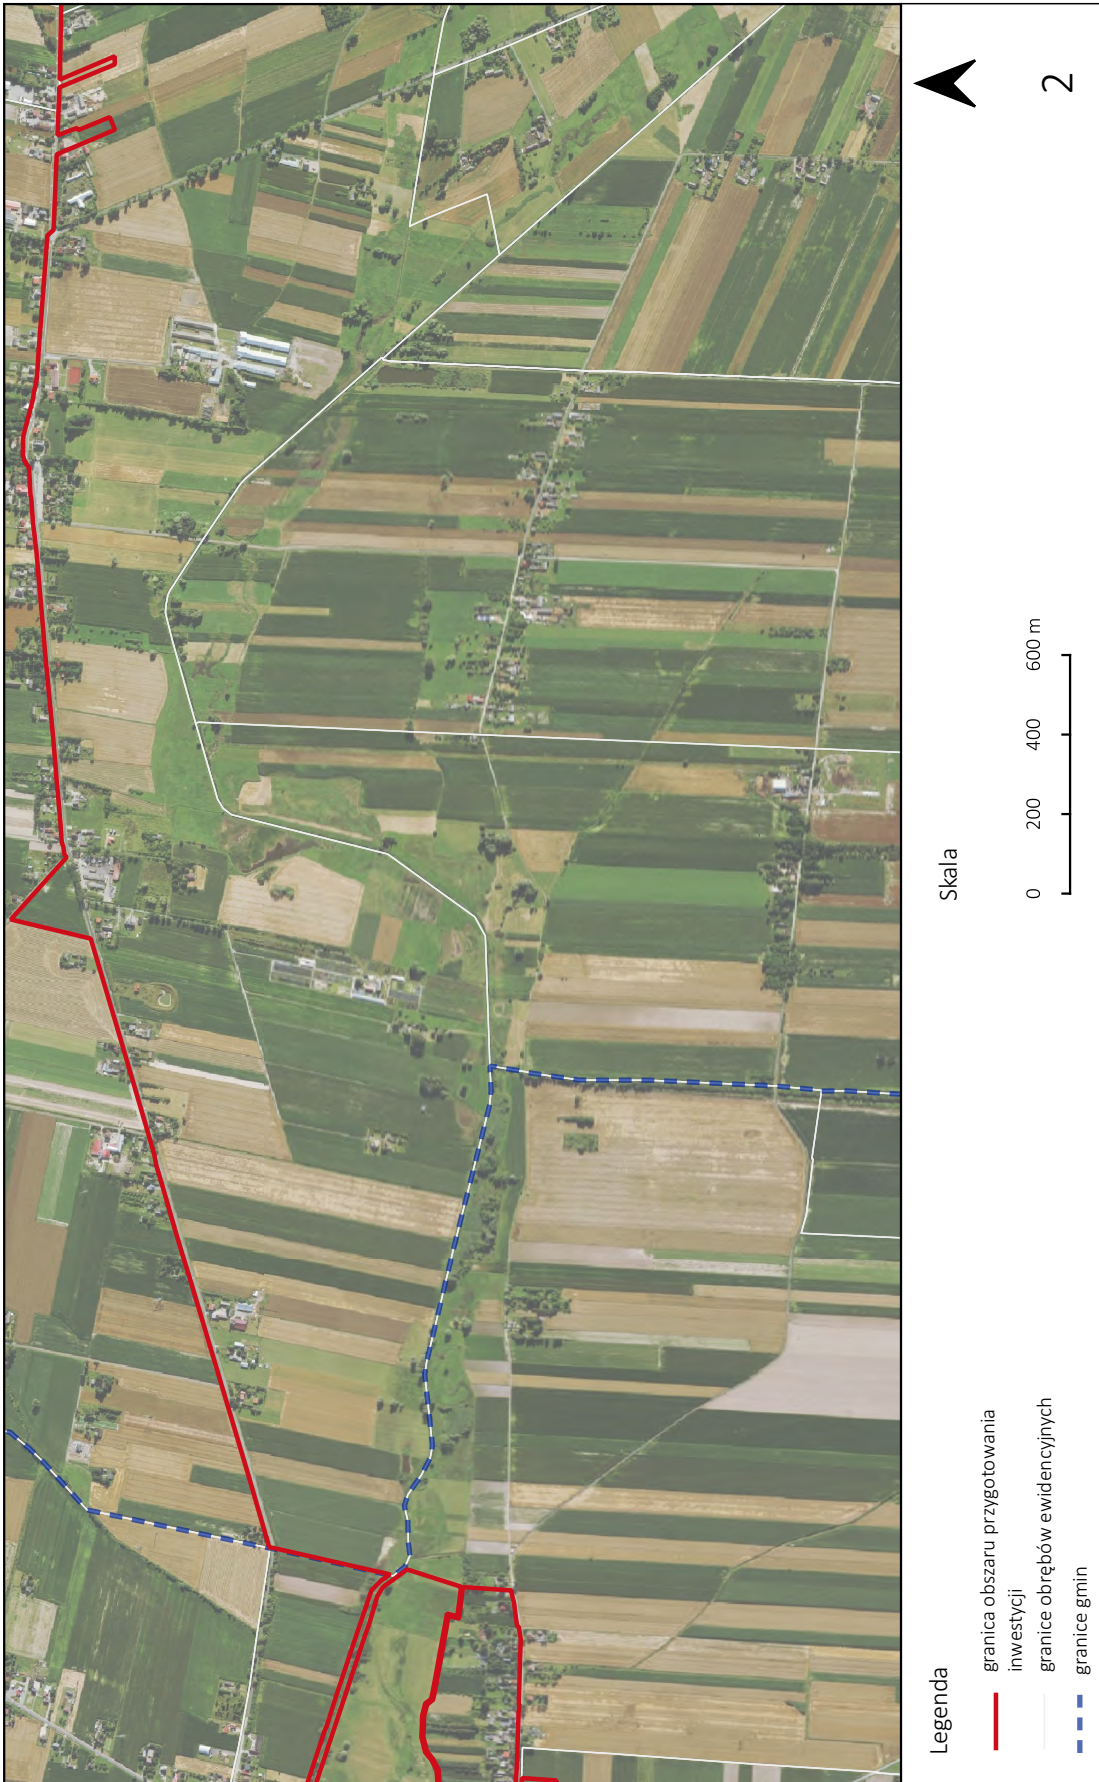 Legenda
granica obszaru przygotowania
inwestycji
granice obrębów ewidencyjnych
granice gmin
Skala
0 200 400 600 m
2